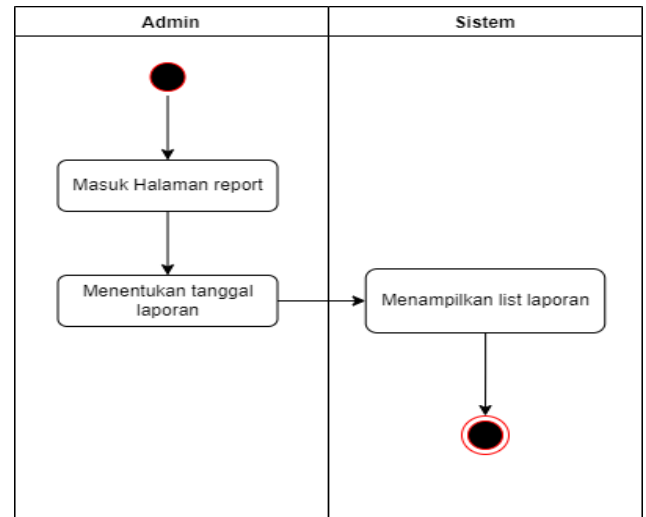 Admin
Sistem
Masuk Halaman report
Menentukan tanggal
laporan
Menampilkan list laporan